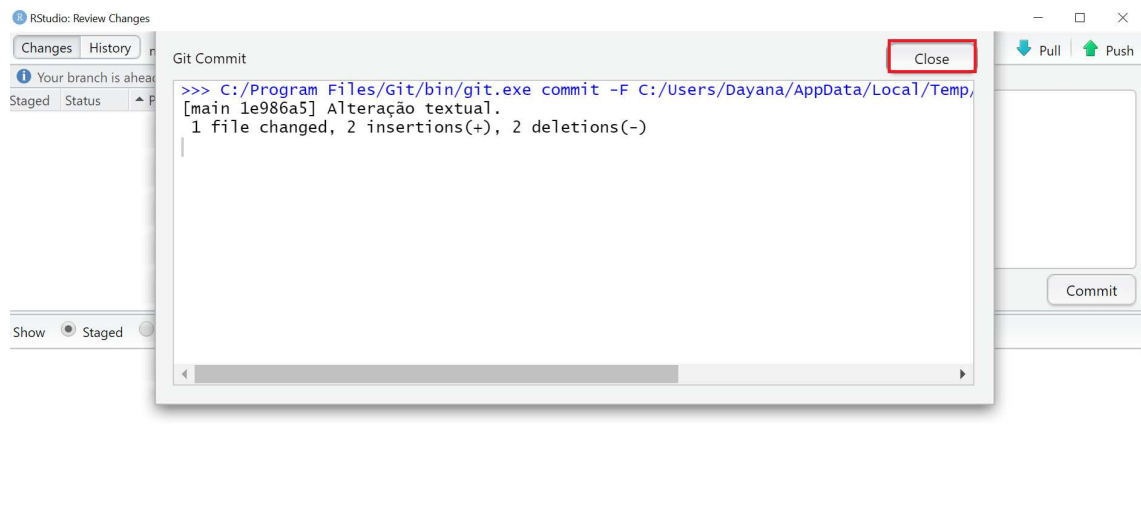 RStudio: Review Changes
Changes History
Pull Push
Git Commit
Close
Your branch is ahead
Staged Status
>>> C:/Program Files/Git/bin/git.exe commit -F C:/Users/Dayana/AppData/Local/Temp/
[main 1e986a5] Alteração textual.
1 file changed, 2 insertions(+), 2 deletions(-)
Commit
Show Staged